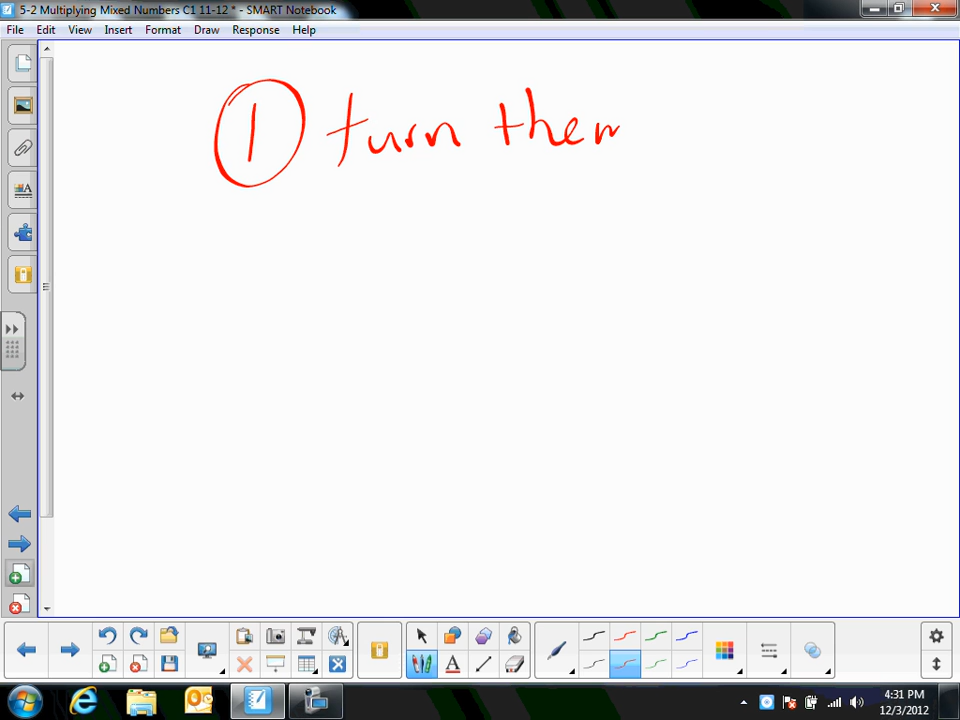 5-2 Multiplying Mixed Numbers C1 11-12 * - SMART Notebook
File Edit View Insert Format Draw Response Help
1 turn them
4:31 PM
12/3/2012